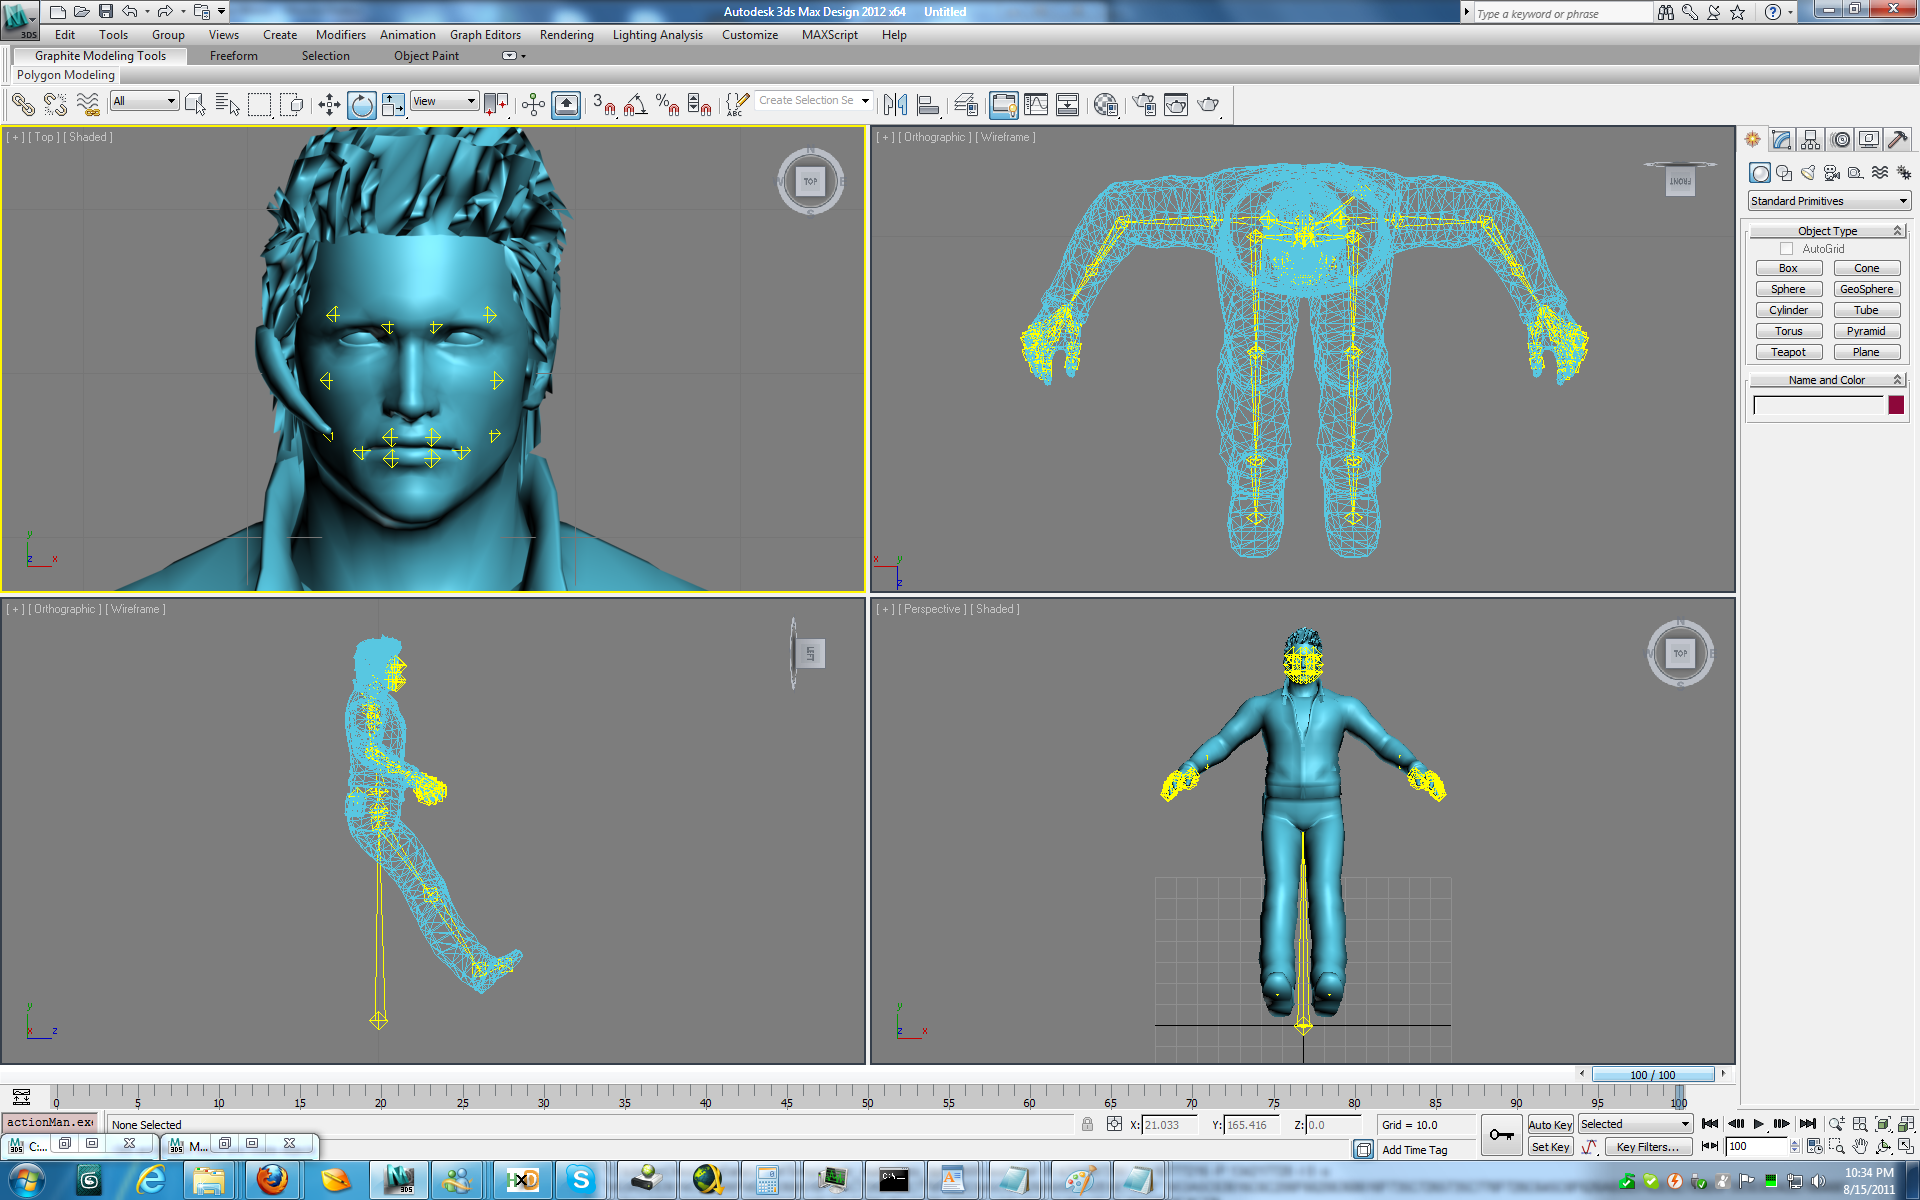 Autodesk 3ds Max Design 2012 x64    Untitled
Type a keyword or phrase
3DS
Edit Tools Group Views Create Modifiers Animation Graph Editors Rendering Lighting Analysis Customize MAXScript Help
Graphite Modeling Tools Freeform Selection Object Paint
Polygon Modeling
All View 3 % ABC Create Selection Se
[ + ] [ Top ] [ Shaded ]
TOP
y
z x
[ + ] [ Orthographic ] [ Wireframe ]
FRONT
x y
z
[ + ] [ Orthographic ] [ Wireframe ]
LEFT
y
x z
[ + ] [ Perspective ] [ Shaded ]
TOP
y
z x
Standard Primitives
Object Type
AutoGrid
Box Cone
Sphere GeoSphere
Cylinder Tube
Torus Pyramid
Teapot Plane
Name and Color
100 / 100
0 5 10 15 20 25 30 35 40 45 50 55 60 65 70 75 80 85 90 95 100
actionMan.exe
None Selected
X: 21.033 Y: 165.416 Z: 0.0
Grid = 10.0
Auto Key Selected
Add Time Tag
Set Key Key Filters...
100
C:... M...
10:34 PM
8/15/2011